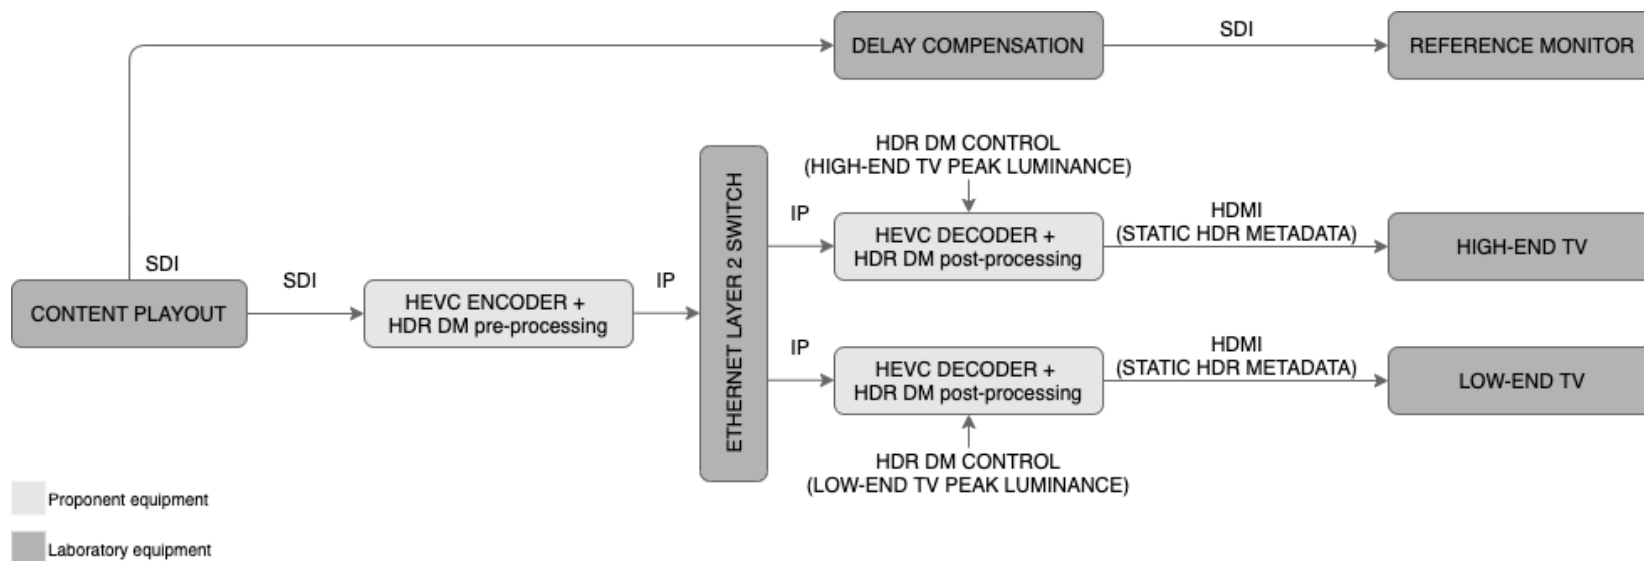 DELAY COMPENSATION
SDI
REFERENCE MONITOR
HDR DM CONTROL
(HIGH-END TV PEAK LUMINANCE)
SDI
CONTENT PLAYOUT
SDI
HEVC ENCODER +
HDR DM pre-processing
IP
ETHERNET LAYER 2 SWITCH
IP
HEVC DECODER +
HDR DM post-processing
HDMI
(STATIC HDR METADATA)
HIGH-END TV
IP
HEVC DECODER +
HDR DM post-processing
HDMI
(STATIC HDR METADATA)
LOW-END TV
HDR DM CONTROL
(LOW-END TV PEAK LUMINANCE)
Proponent equipment
Laboratory equipment